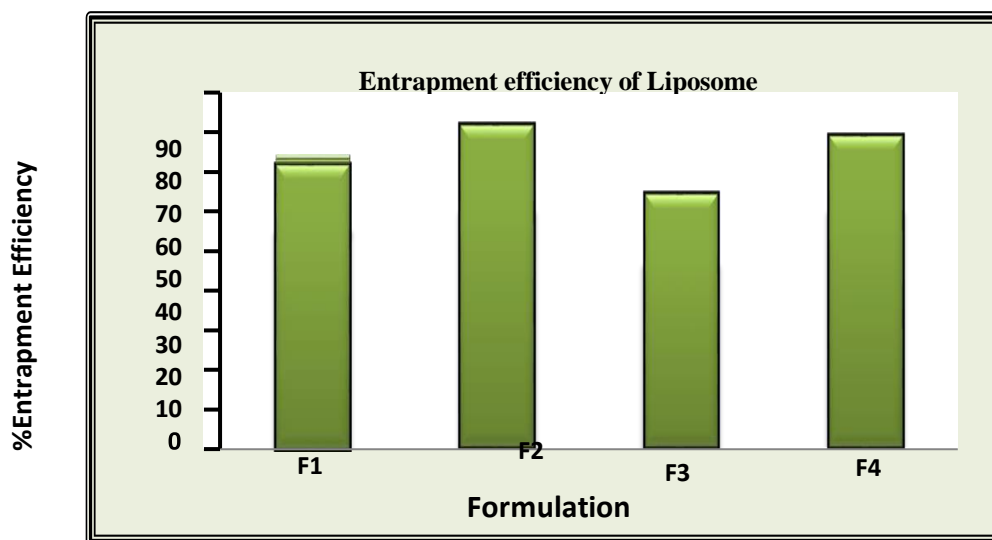 Entrapment efficiency of Liposome
%Entrapment Efficiency
90
80
70
60
50
40
30
20
10
0
F1
F2
F3
F4
Formulation